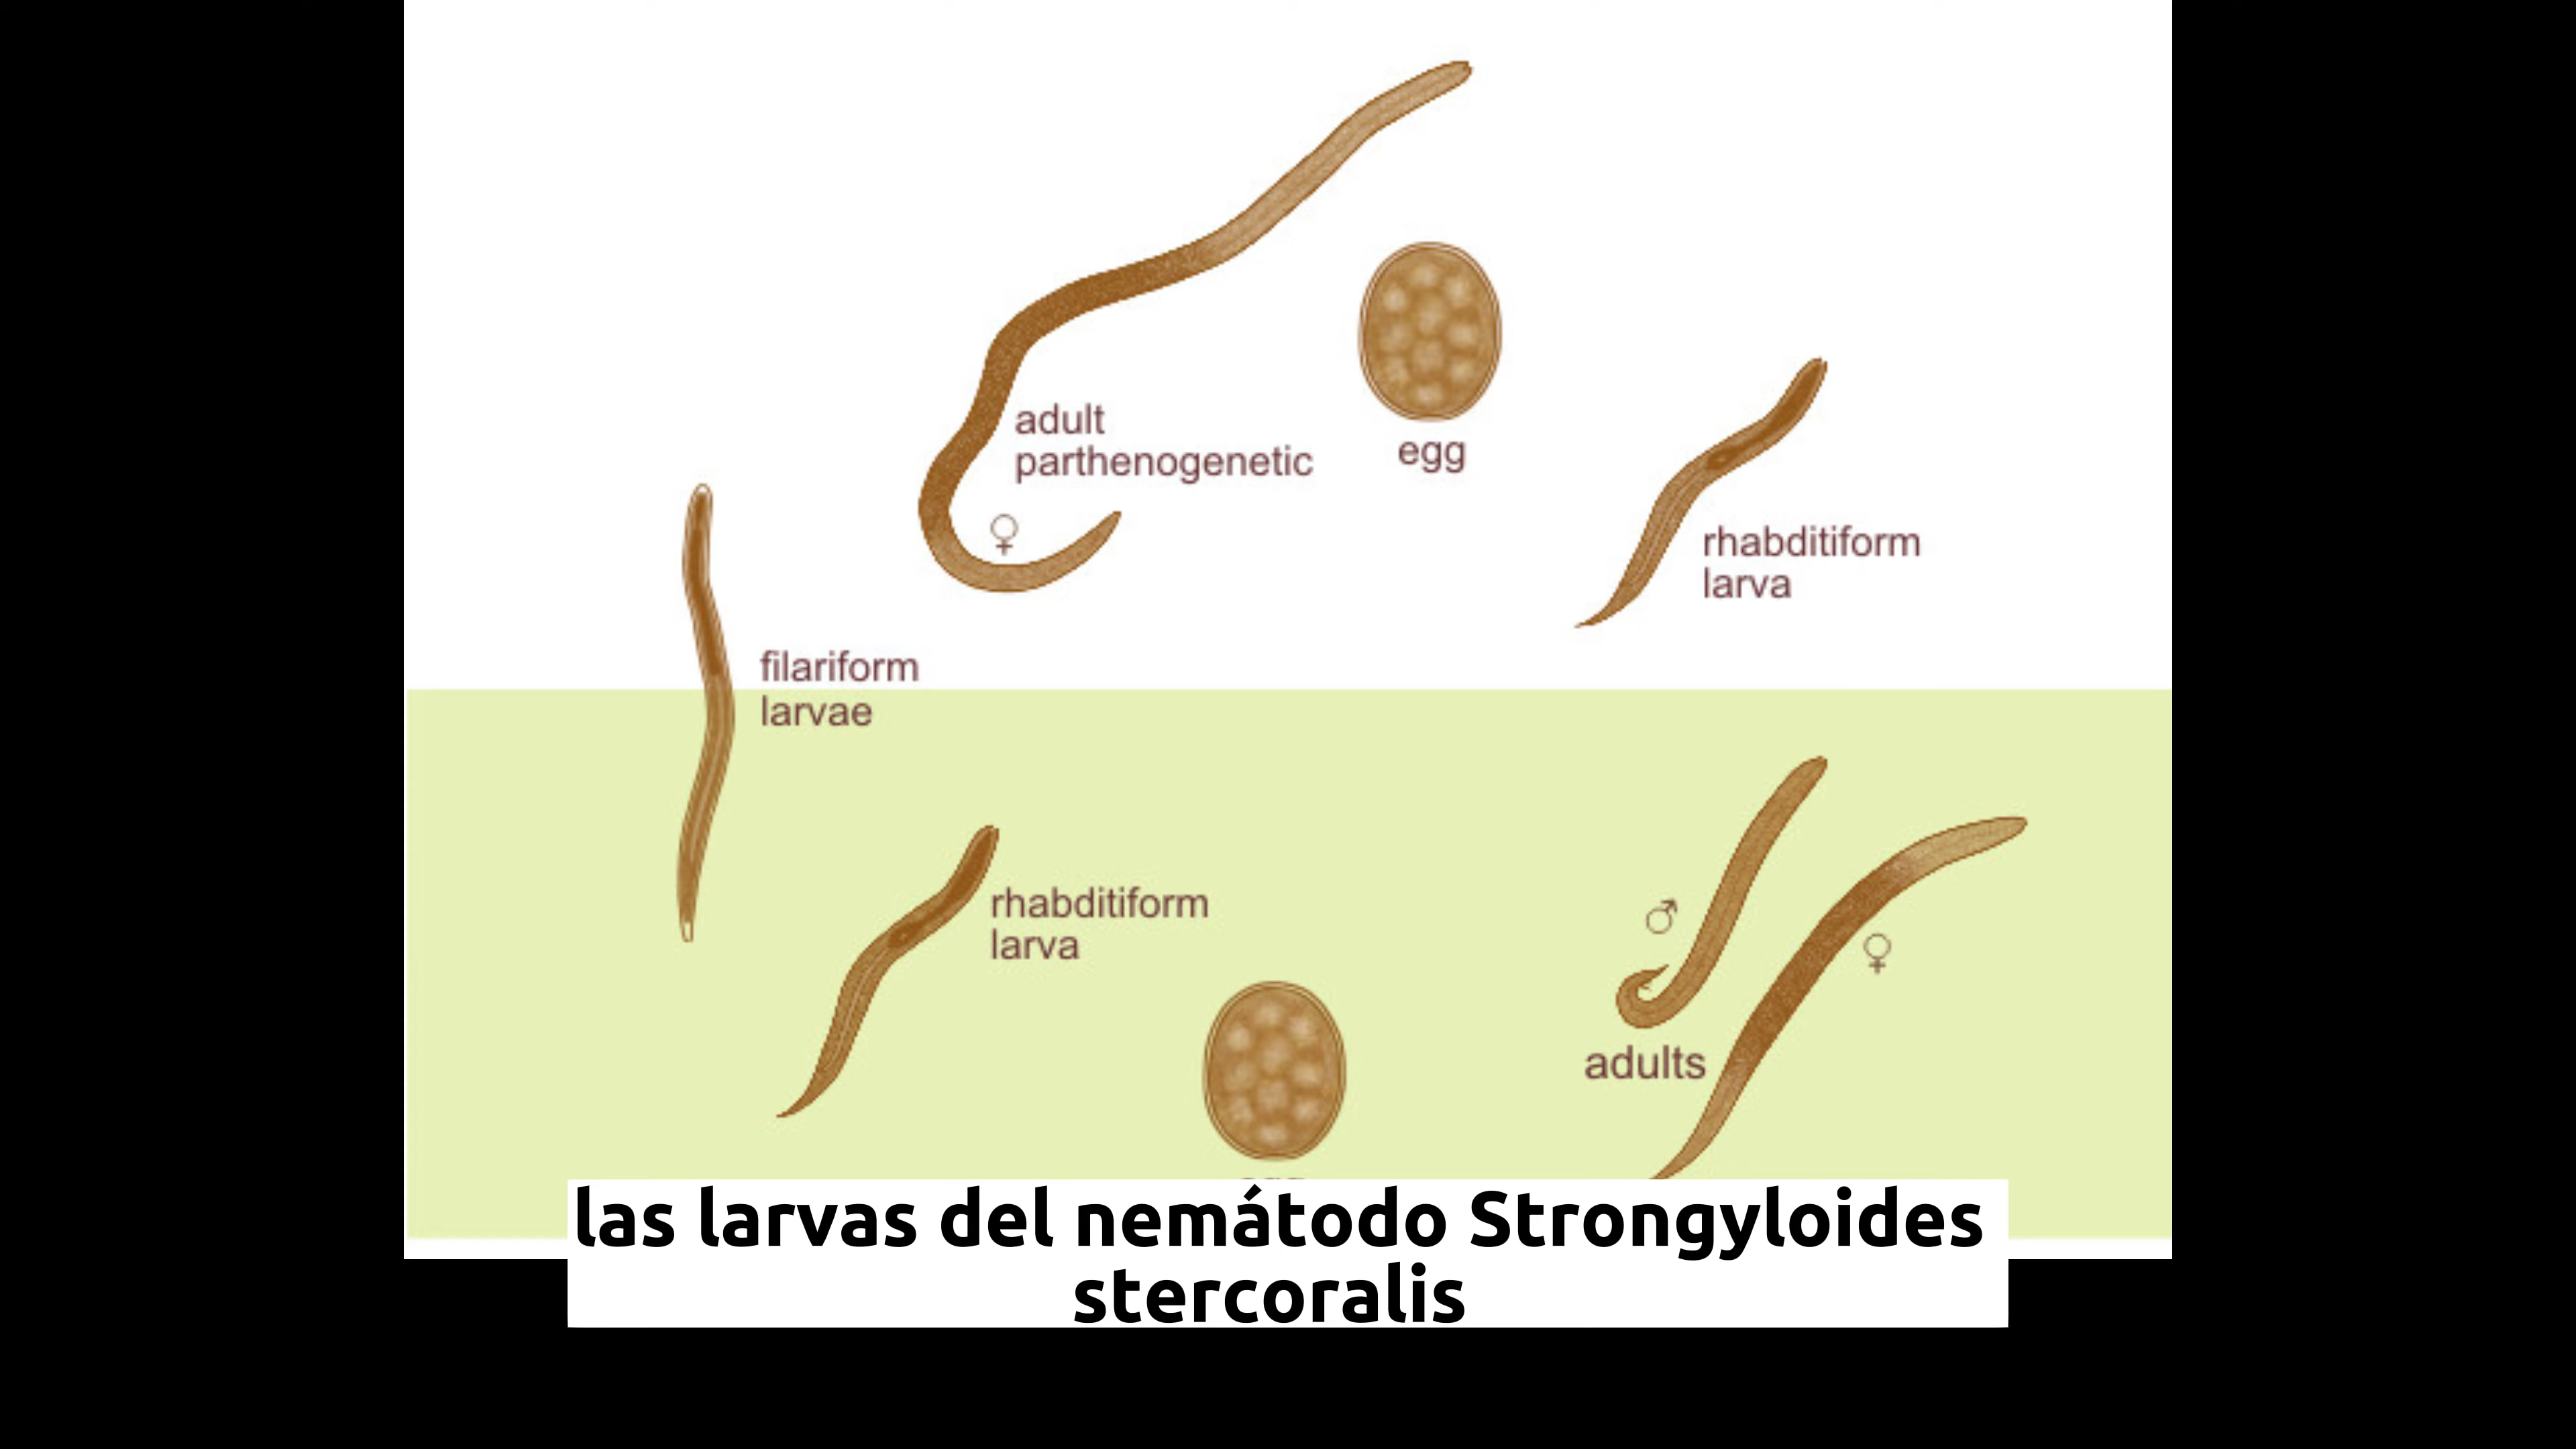 adult
parthenogenetic
♀
egg
rhabditiform
larva
filariform
larvae
rhabditiform
larva
♂
♀
adults
las larvas del nemátodo Strongyloides
stercoralis